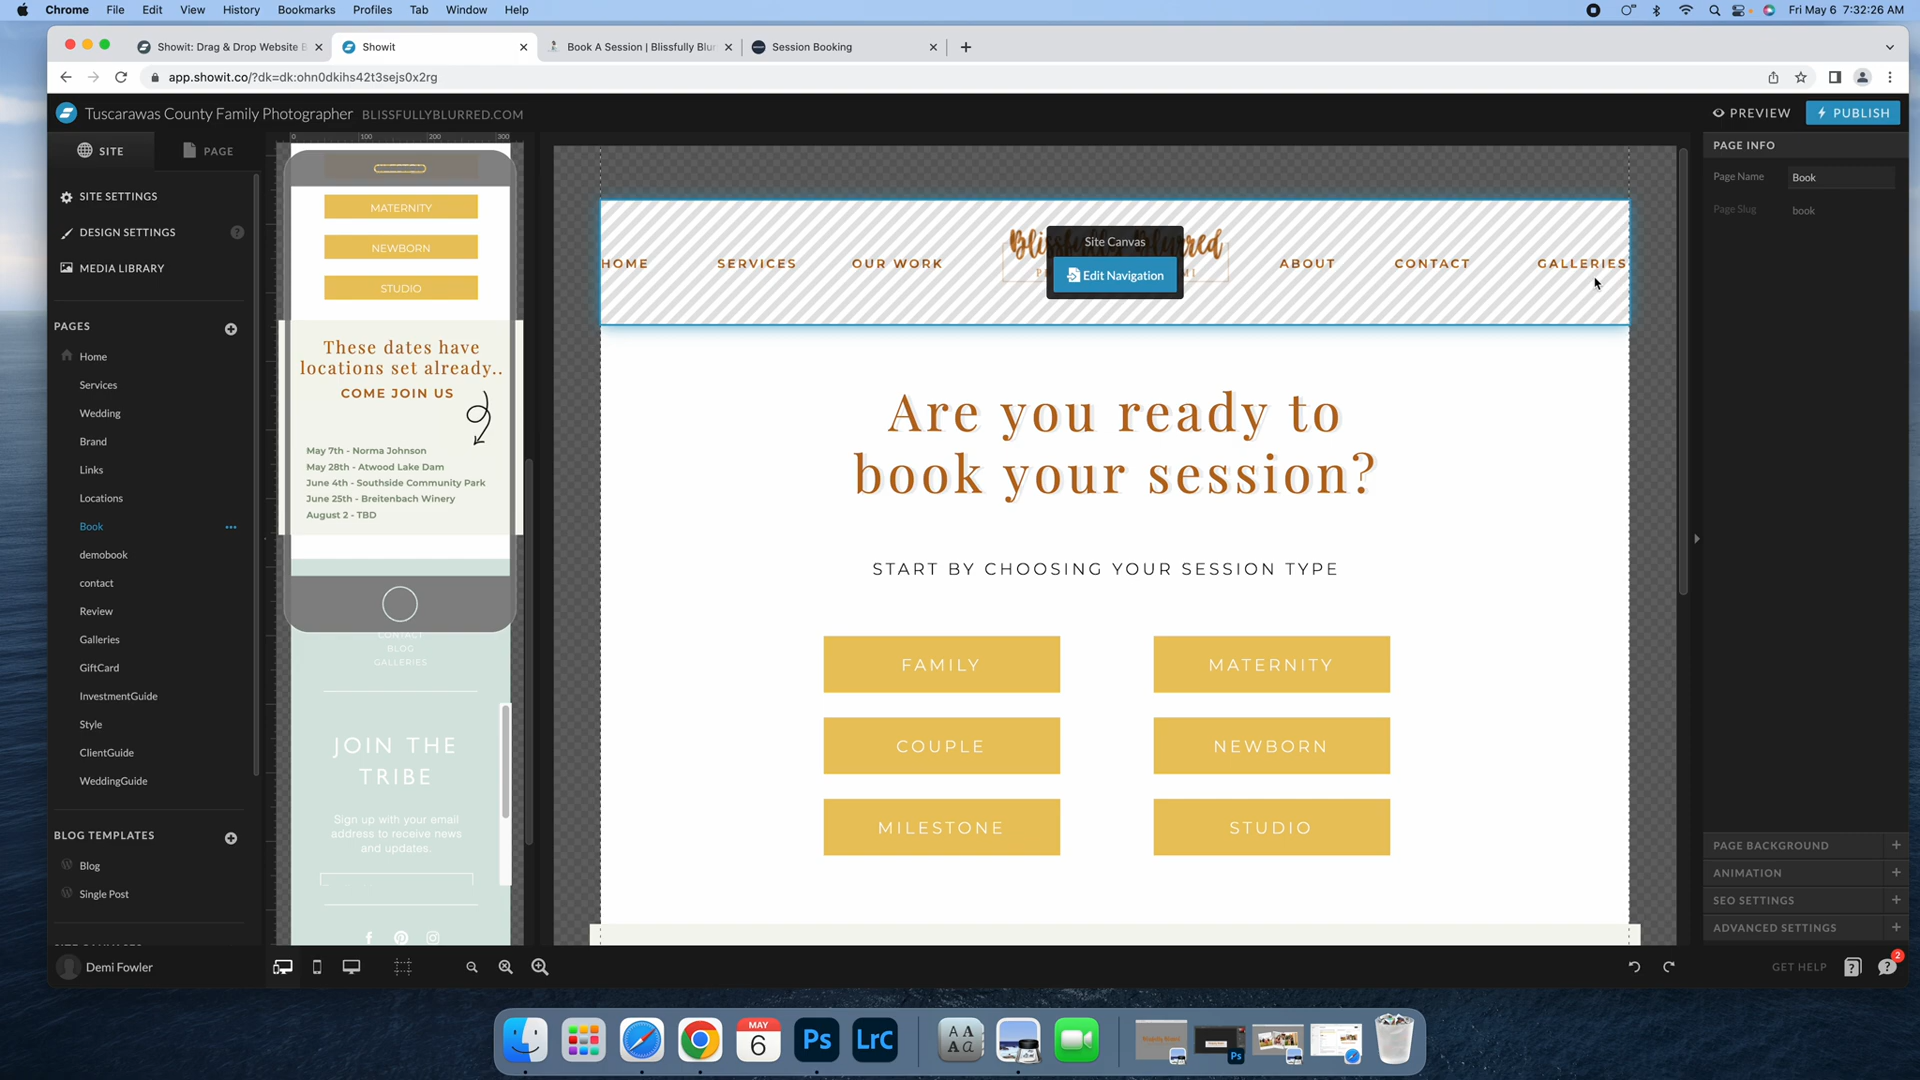 Chrome File Edit View History Bookmarks Profiles Tab Window Help
Fri May 6 7:32:26 AM
Showit: Drag & Drop Website B
Showit
Book A Session | Blissfully Blur
Session Booking
app.showit.co/?dk=dk:ohn0dkihs42t3sejs0x2rg
Tuscarawas County Family Photographer BLISSFULLYBLURRED.COM
PREVIEW
PUBLISH
SITE
PAGE
SITE SETTINGS
DESIGN SETTINGS
MEDIA LIBRARY
PAGES
Home
Services
Wedding
Brand
Links
Locations
Book
demobook
contact
Review
Galleries
GiftCard
InvestmentGuide
Style
ClientGuide
WeddingGuide
BLOG TEMPLATES
Blog
Single Post
Demi Fowler
0 100 200 300
MATERNITY
NEWBORN
STUDIO
These dates have
locations set already..
COME JOIN US
May 7th - Norma Johnson
May 28th - Atwood Lake Dam
June 4th - Southside Community Park
June 25th - Breitenbach Winery
August 2 - TBD
CONTACT
BLOG
GALLERIES
JOIN THE
TRIBE
Sign up with your email
address to receive news
and updates.
HOME
SERVICES
OUR WORK
Site Canvas
Edit Navigation
ABOUT
CONTACT
GALLERIES
Are you ready to
book your session?
START BY CHOOSING YOUR SESSION TYPE
FAMILY
MATERNITY
COUPLE
NEWBORN
MILESTONE
STUDIO
PAGE INFO
Page Name Book
Page Slug book
PAGE BACKGROUND
ANIMATION
SEO SETTINGS
ADVANCED SETTINGS
GET HELP
2
MAY
6
Ps
LrC